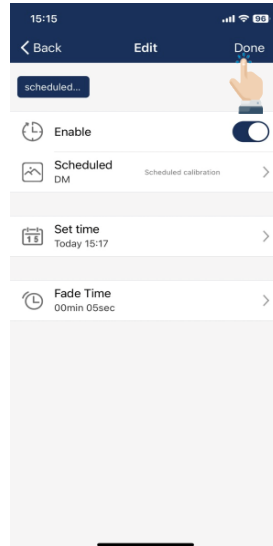 15:15
96
Back Edit Done
scheduled...
Enable
Scheduled
DM
Scheduled calibration
15
Set time
Today 15:17
Fade Time
00min 05sec